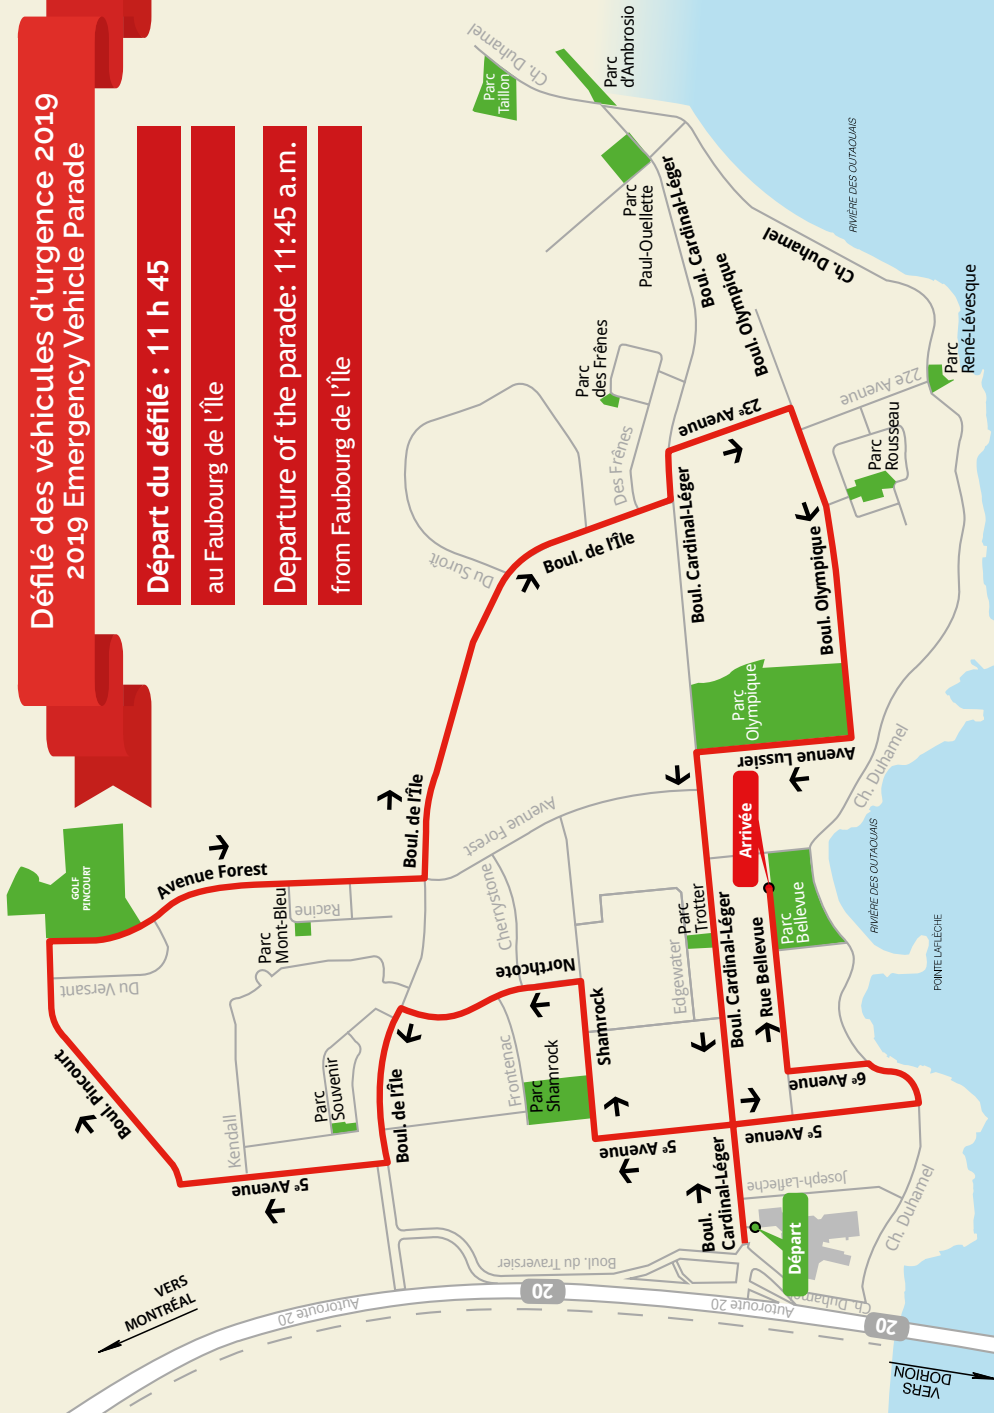 Défilé des véhicules d'urgence 2019
2019 Emergency Vehicle Parade
Départ du défilé : 11 h 45
au Faubourg de l'Île
Departure of the parade: 11:45 a.m.
from Faubourg de l'Île
Ch. Duhamel
Parc
Taillon
Parc
d'Ambrosio
Parc
Paul-Ouellette
Boul. Cardinal-Léger
Boul. Olympique
Ch. Duhamel
RIVIÈRE DES OUTAOUAIS
Parc
René-Lévesque
22e Avenue
Parc
Rousseau
Parc
des Frênes
Des Frênes
23e Avenue
Du Suroît
Boul. de l'Île
Boul. Cardinal-Léger
Boul. Olympique
Parc
Olympique
Avenue Lussier
Ch. Duhamel
GOLF
PINCOURT
Avenue Forest
Boul. de l'Île
Avenue Forest
Racine
Parc
Mont-Bleu
Du Versant
Boul. Pincourt
Cherrystone
Northcote
Edgewater
Parc
Trotter
Arrivée
Boul. Cardinal-Léger
Rue Bellevue
Parc
Bellevue
RIVIÈRE DES OUTAOUAIS
POINTE LAFLÈCHE
Kendall
Parc
Souvenir
Boul. de l'Île
Frontenac
Parc
Shamrock
Shamrock
6e Avenue
5e Avenue
5e Avenue
5e Avenue
Boul.
Cardinal-Léger
Joseph-Laflèche
Départ
Ch. Duhamel
Ch. Duhamel
Boul. du Traversier
VERS
MONTRÉAL
Autoroute 20
20
Autoroute 20
20
VERS
DORION